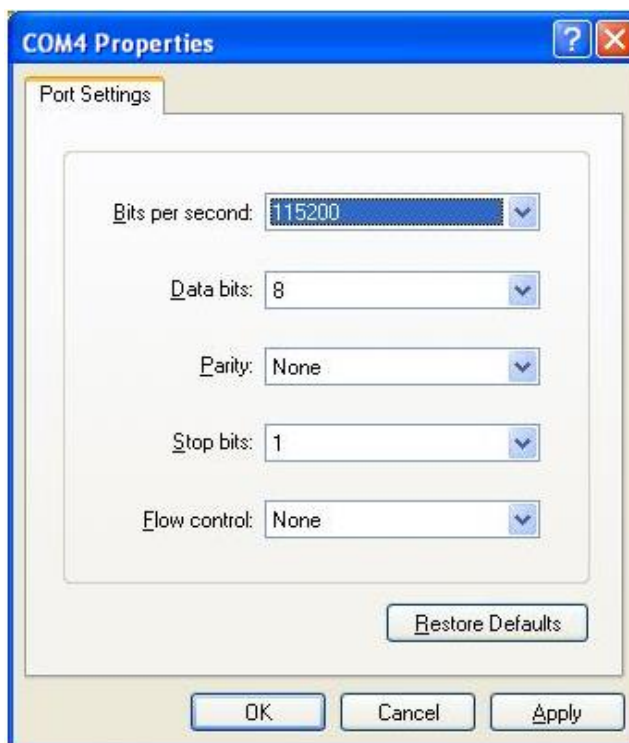 COM4 Properties
Port Settings
Bits per second: 115200
Data bits: 8
Parity: None
Stop bits: 1
Flow control: None
Restore Defaults
OK Cancel Apply